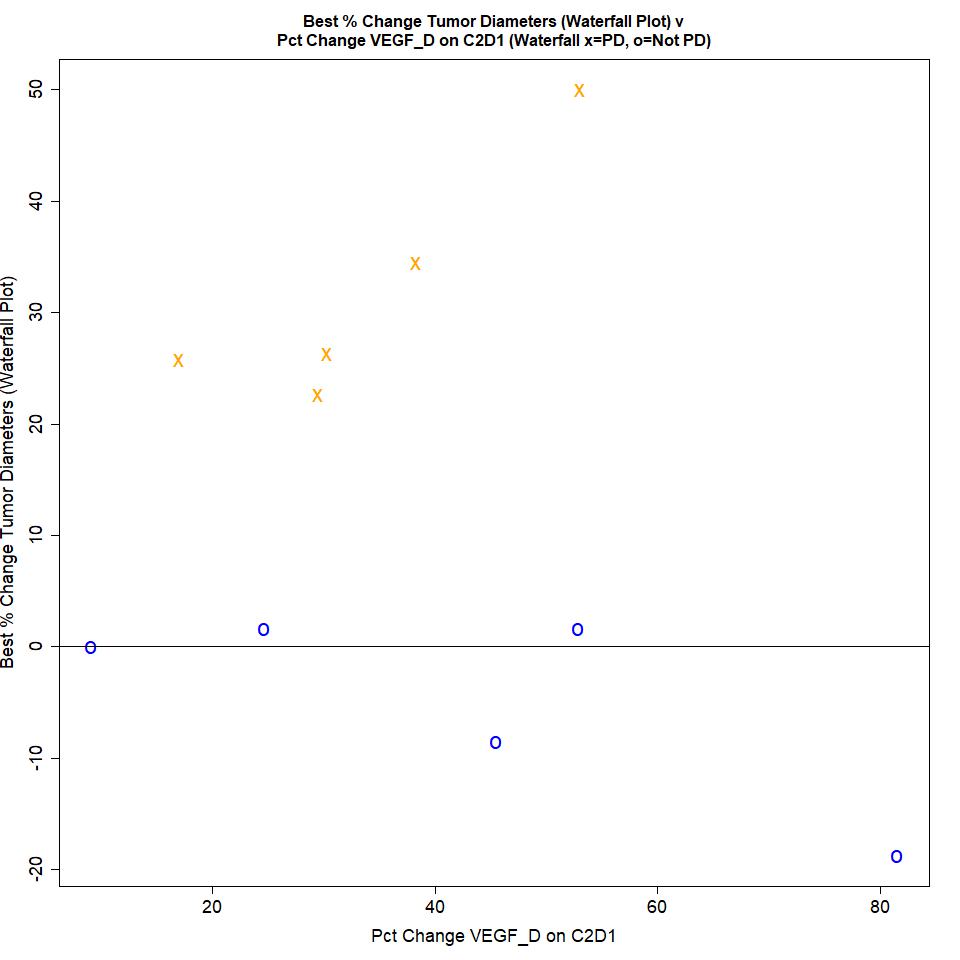 Best % Change Tumor Diameters (Waterfall Plot) v
Pct Change VEGF_D on C2D1 (Waterfall x=PD, o=Not PD)
Best % Change Tumor Diameters (Waterfall Plot)
50
40
30
20
10
0
-10
-20
X
X
X
X
X
O
O
O
O
O
20
40
60
80
Pct Change VEGF_D on C2D1